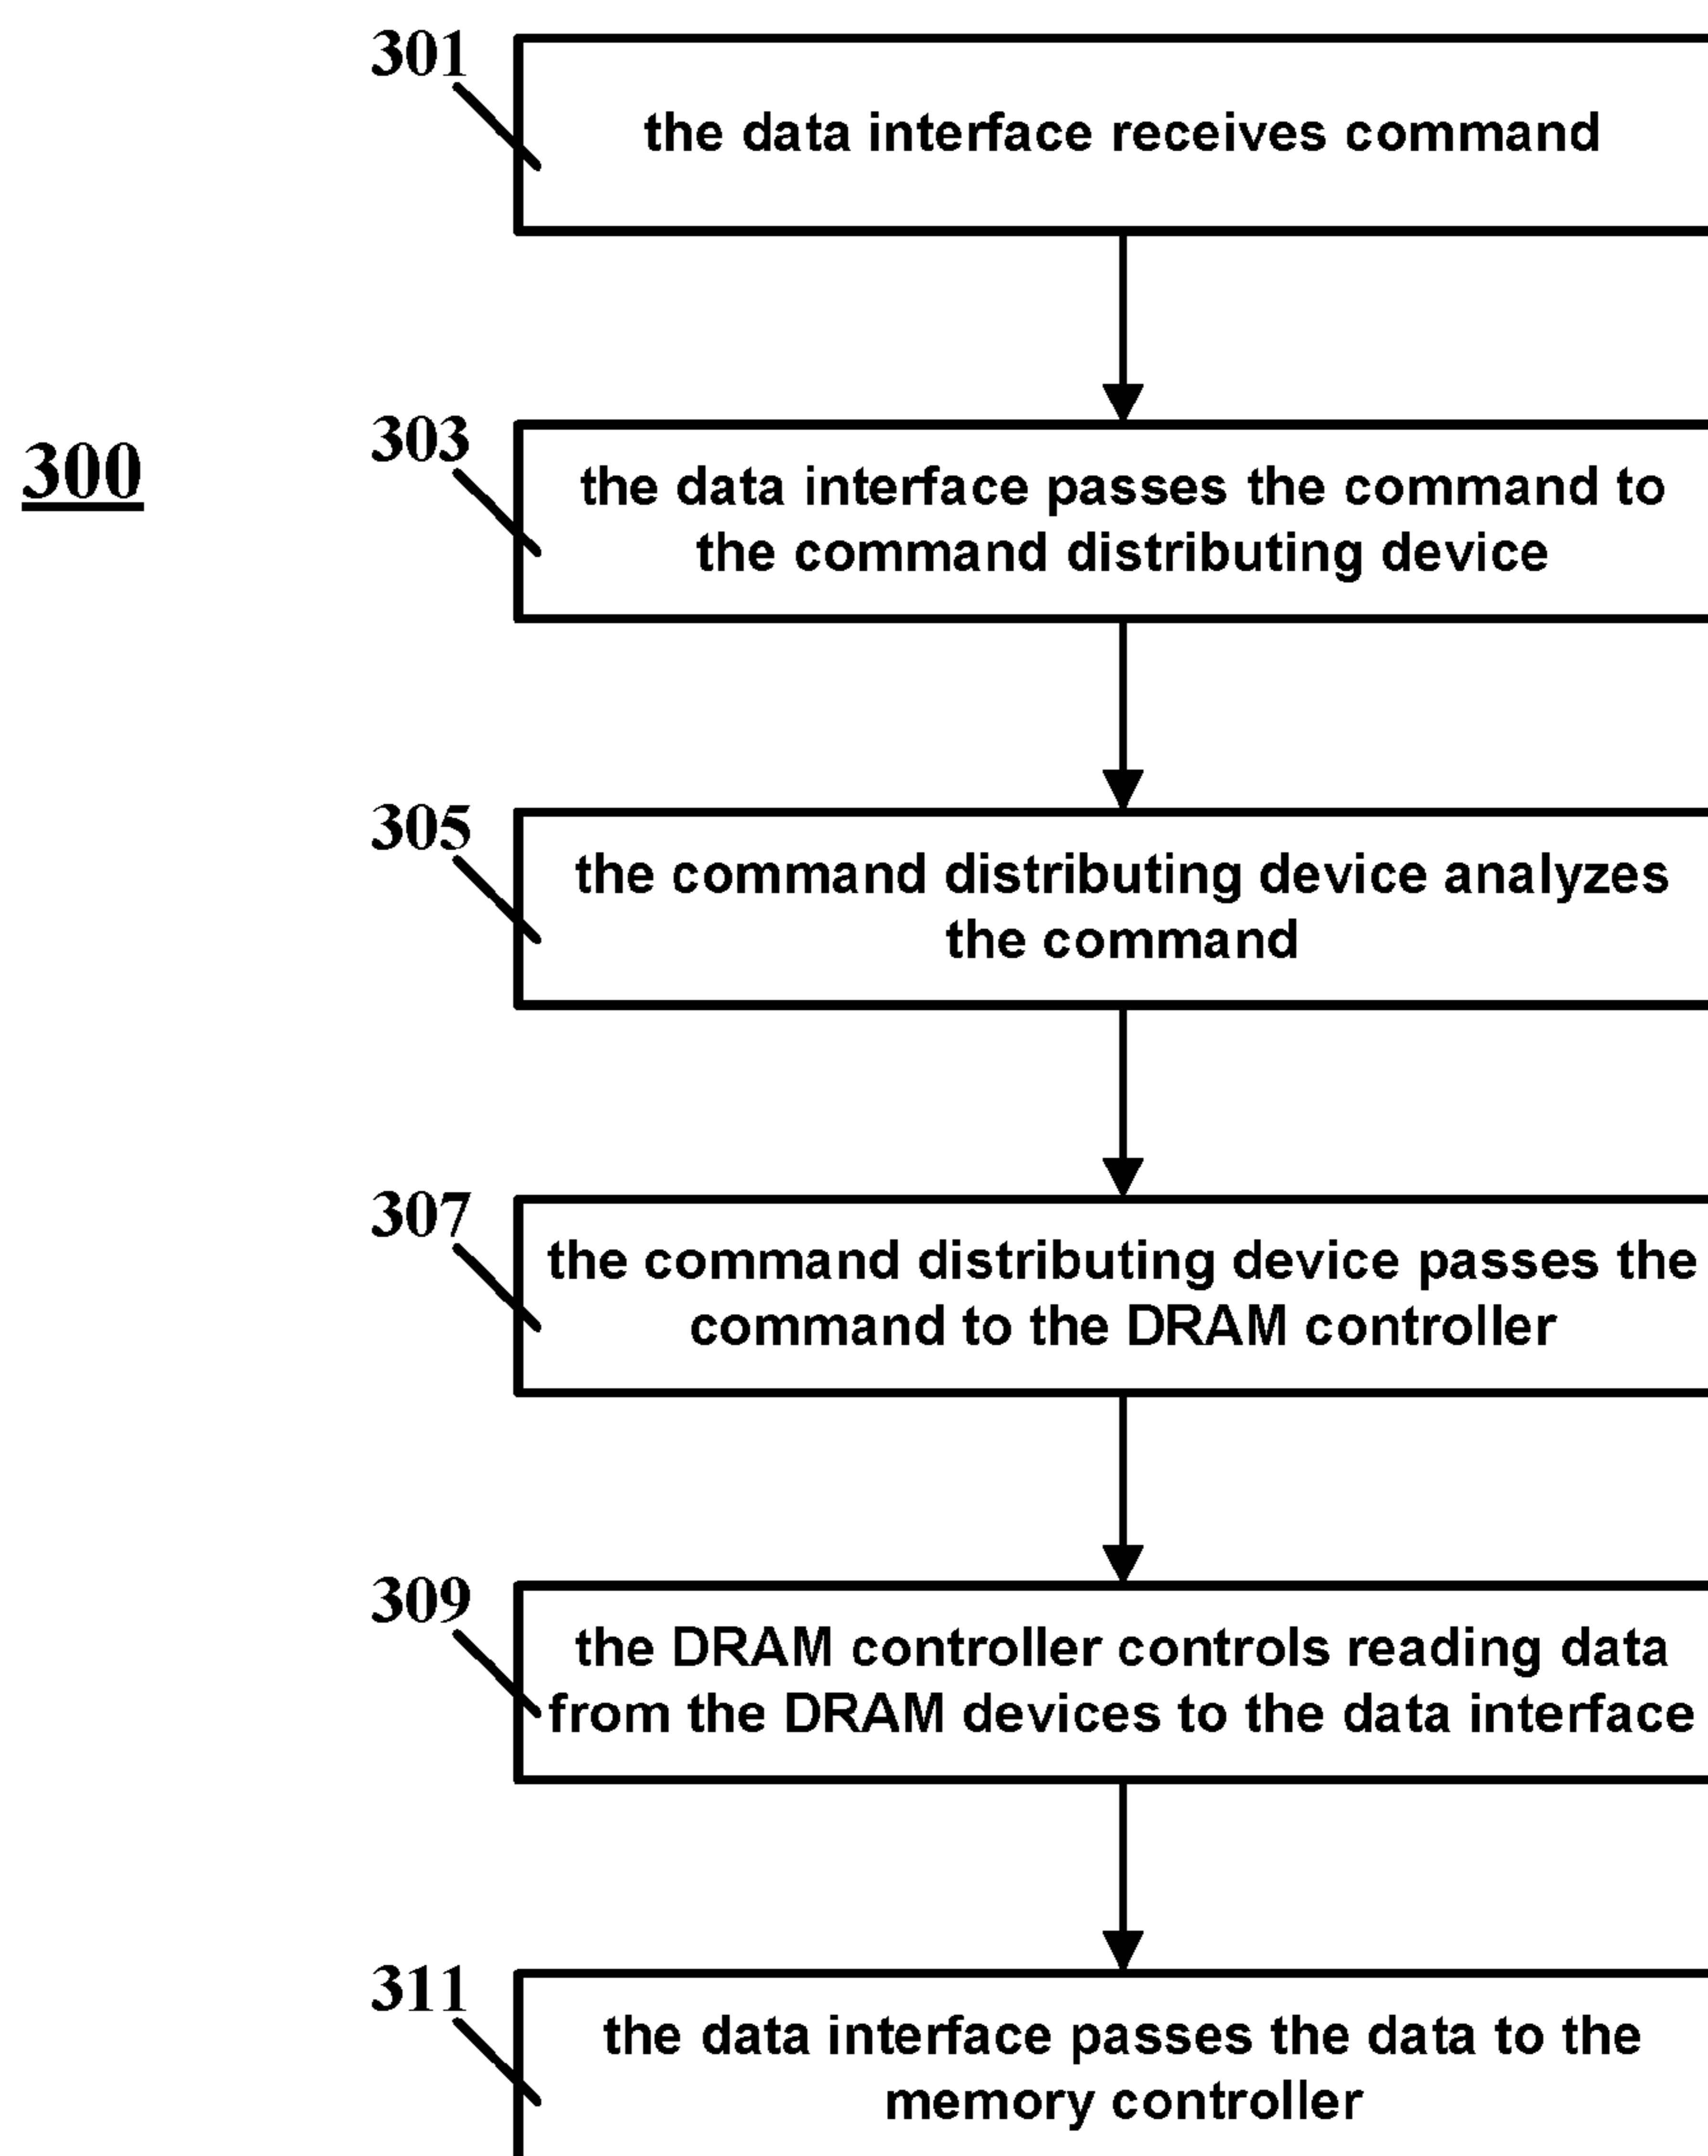 301
the data interface receives command
300
303
the data interface passes the command to
the command distributing device
305
the command distributing device analyzes
the command
307
the command distributing device passes the
command to the DRAM controller
309
the DRAM controller controls reading data
from the DRAM devices to the data interface
311
the data interface passes the data to the
memory controller